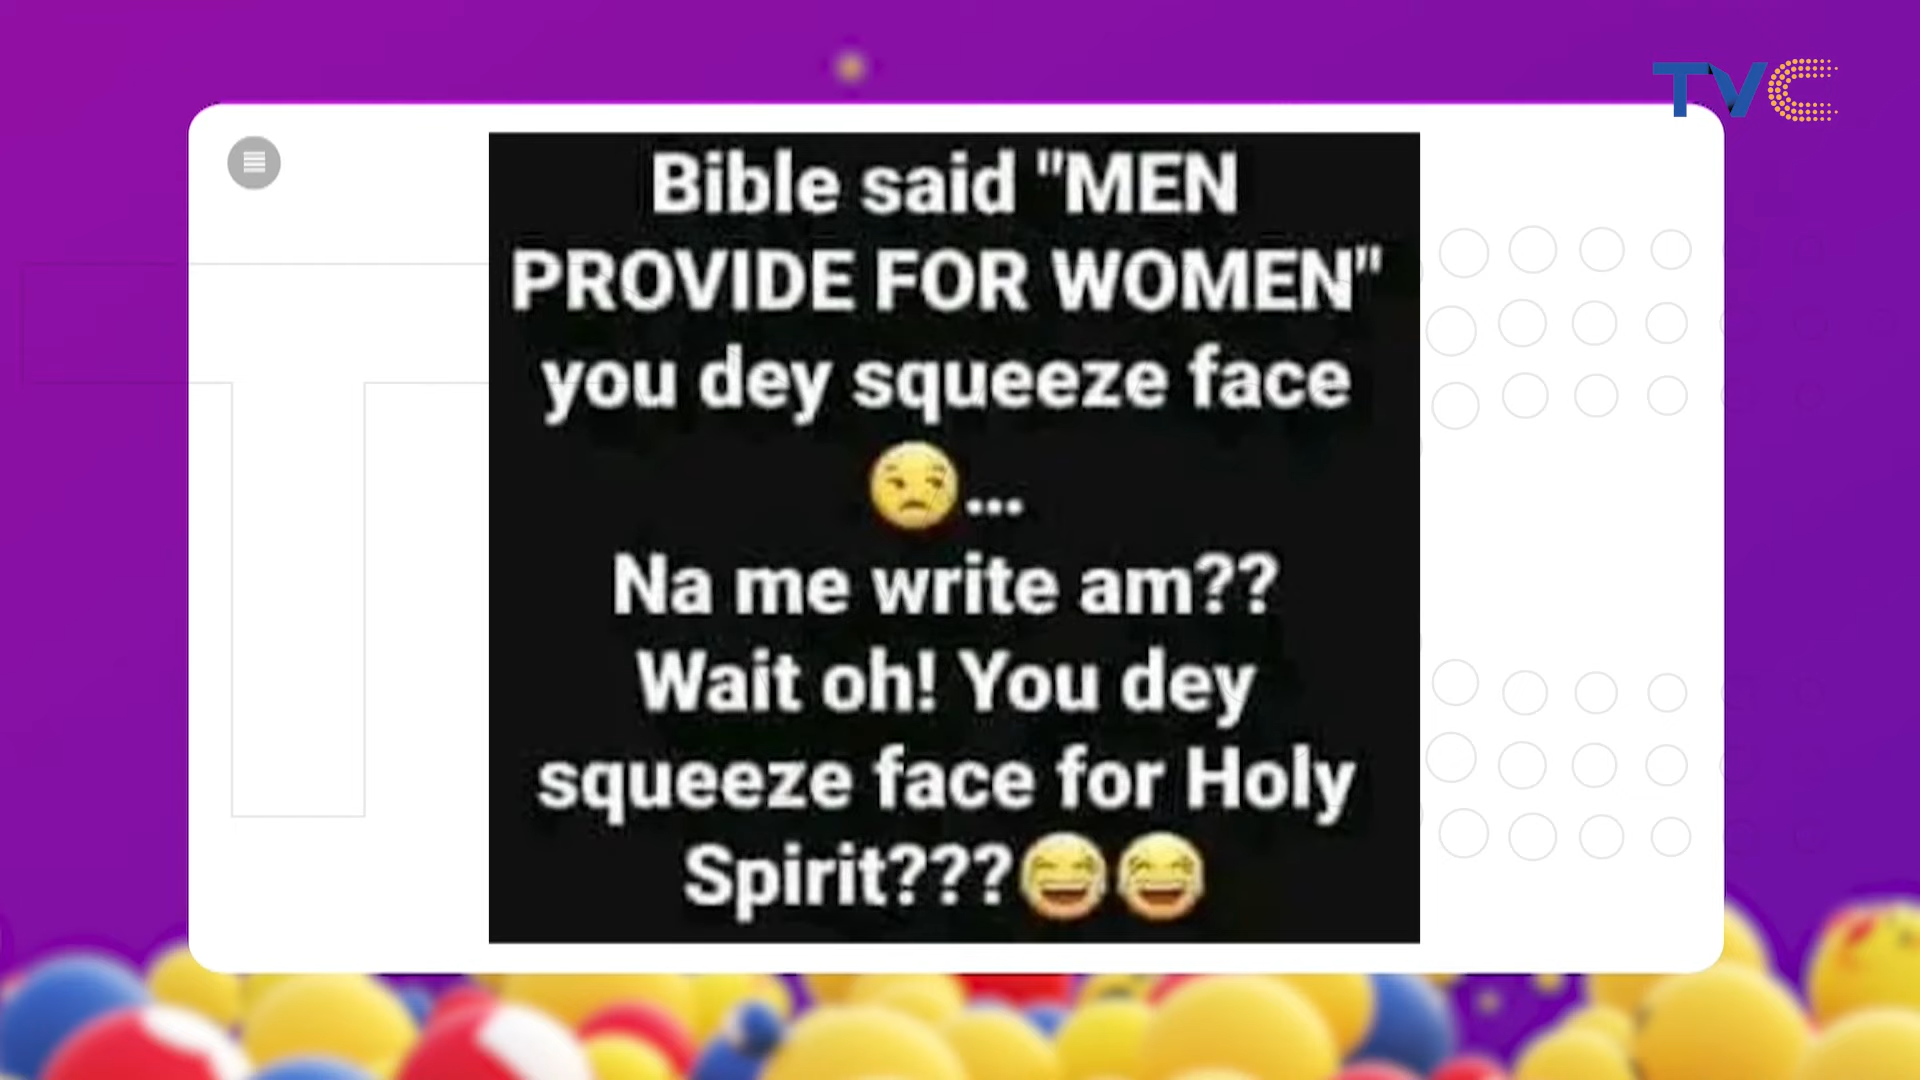 TVC
Bible said "MEN
PROVIDE FOR WOMEN"
you dey squeeze face
😒...
Na me write am??
Wait oh! You dey
squeeze face for Holy
Spirit???😂😂